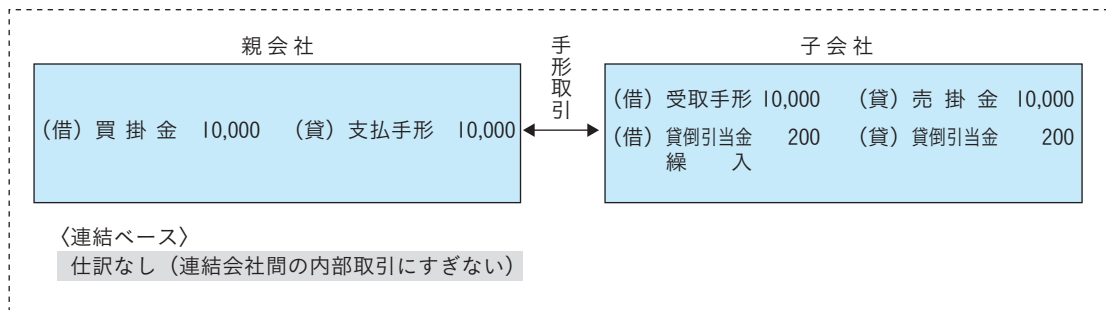 親会社
手形取引
子会社
(借) 買掛金 10,000 (貸) 支払手形 10,000
(借) 受取手形 10,000 (貸) 売掛金 10,000
(借) 貸倒引当金 200 (貸) 貸倒引当金 200
繰入
〈連結ベース〉
仕訳なし（連結会社間の内部取引にすぎない）